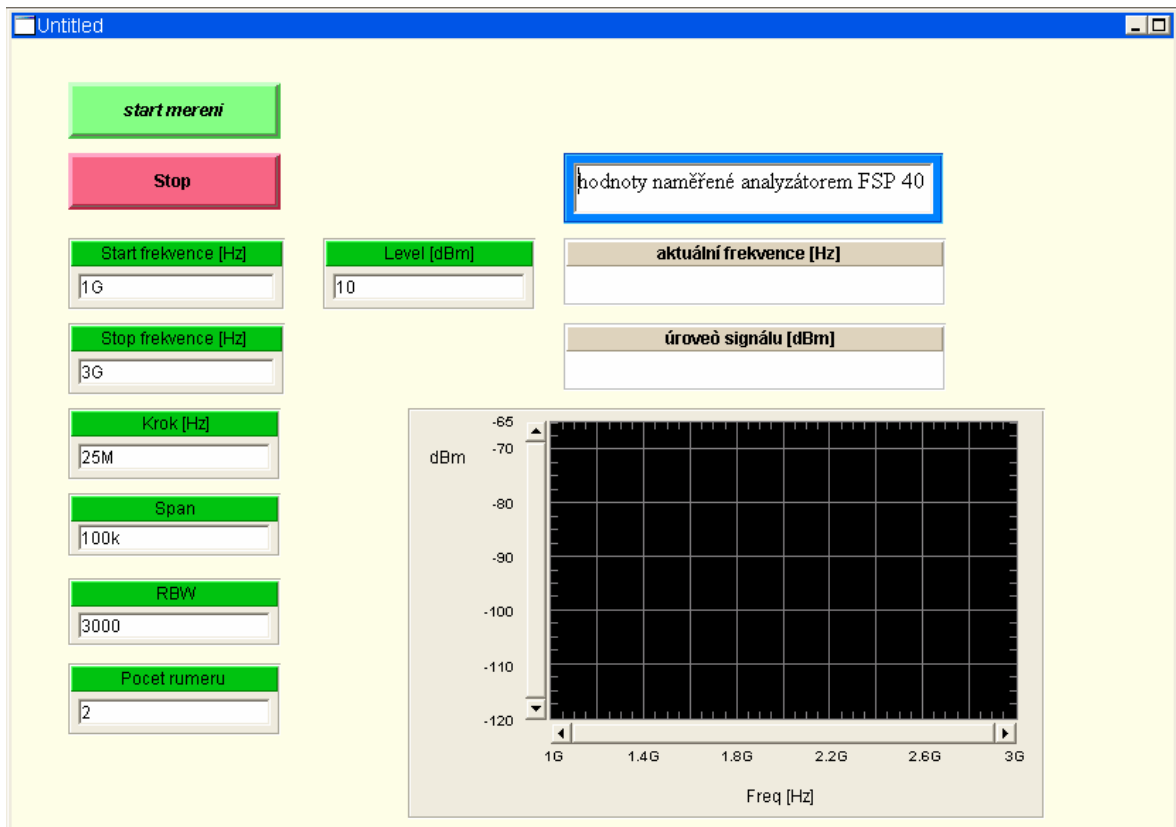 Untitled
start mereni
Stop
hodnoty naměřené analyzátorem FSP 40
Start frekvence [Hz]
1G
Level [dBm]
10
aktuální frekvence [Hz]
Stop frekvence [Hz]
3G
úroveò signálu [dBm]
Krok [Hz]
25M
Span
100k
RBW
3000
Pocet rumeru
2
dBm
-65
-70
-80
-90
-100
-110
-120
1G 1.4G 1.8G 2.2G 2.6G 3G
Freq [Hz]